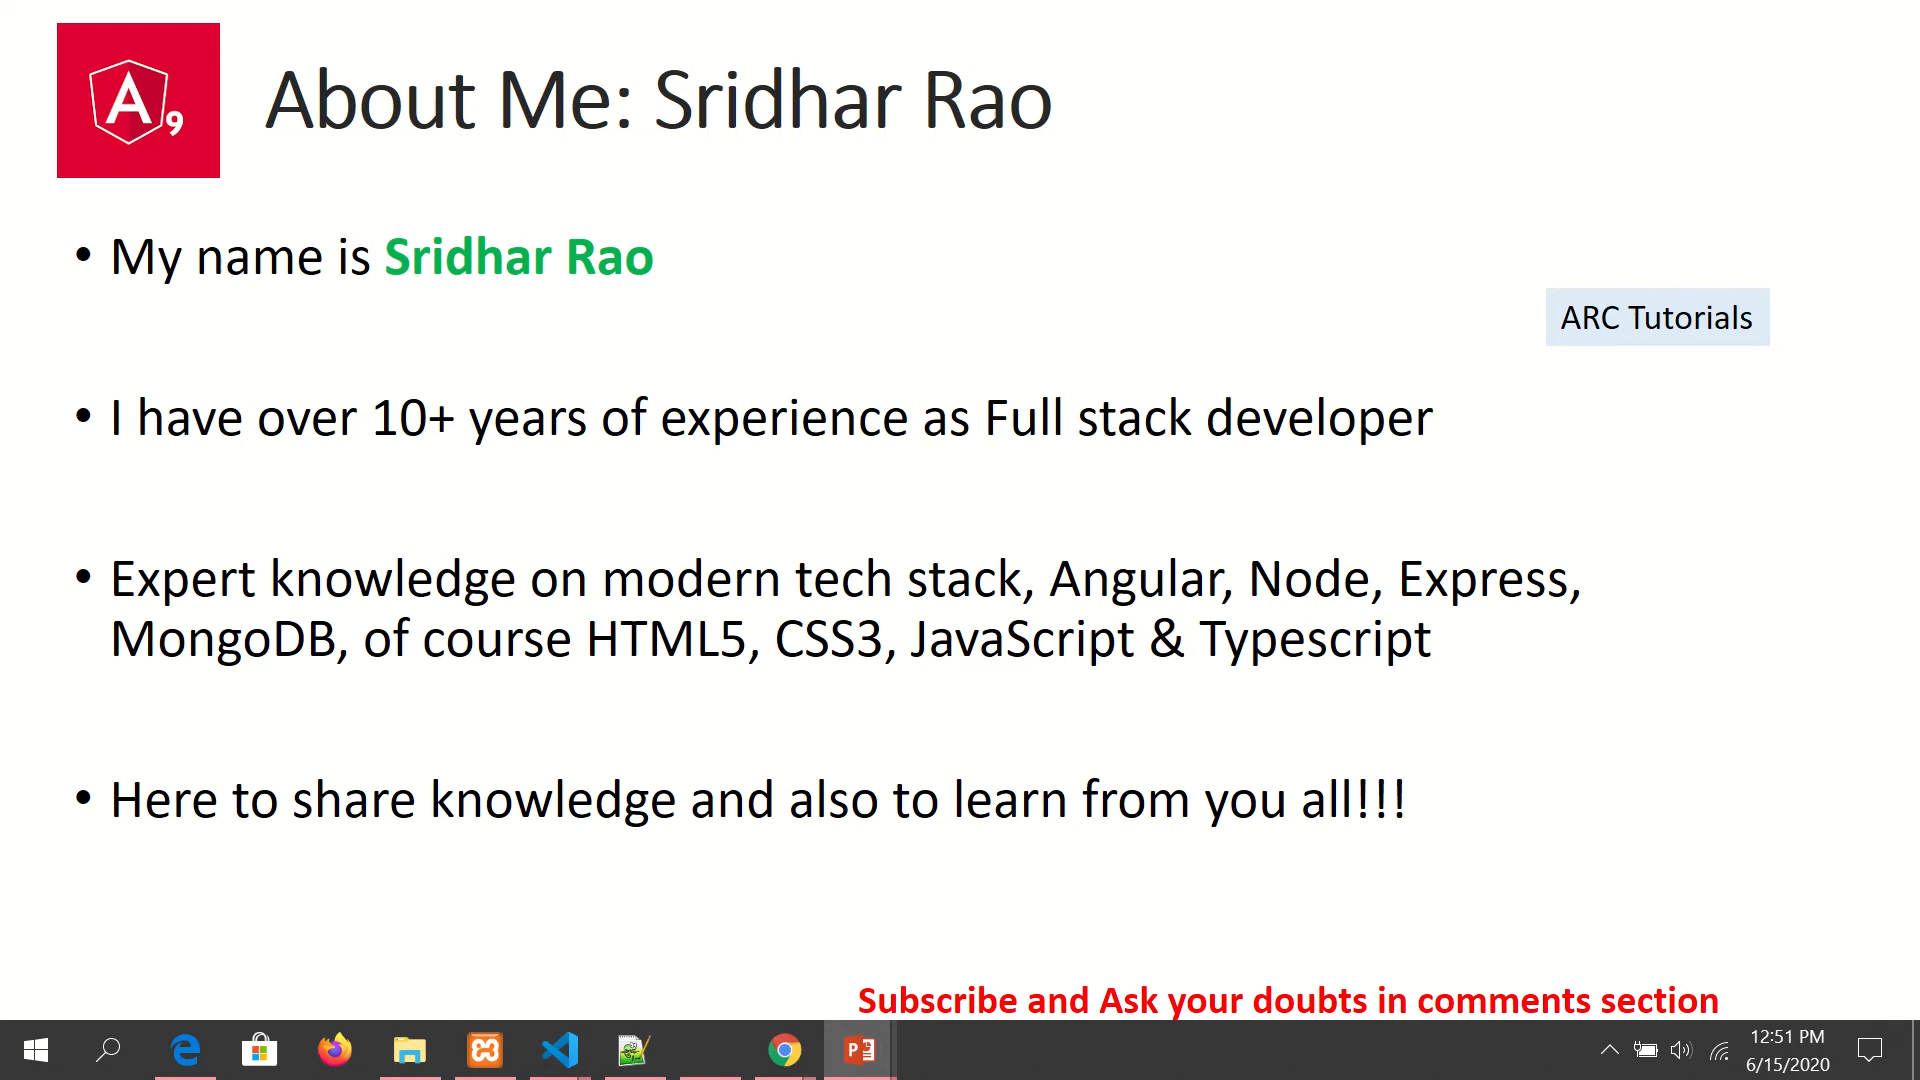 A9
About Me: Sridhar Rao
• My name is Sridhar Rao
ARC Tutorials
• I have over 10+ years of experience as Full stack developer
• Expert knowledge on modern tech stack, Angular, Node, Express,
MongoDB, of course HTML5, CSS3, JavaScript & Typescript
• Here to share knowledge and also to learn from you all!!!
Subscribe and Ask your doubts in comments section
12:51 PM
6/15/2020